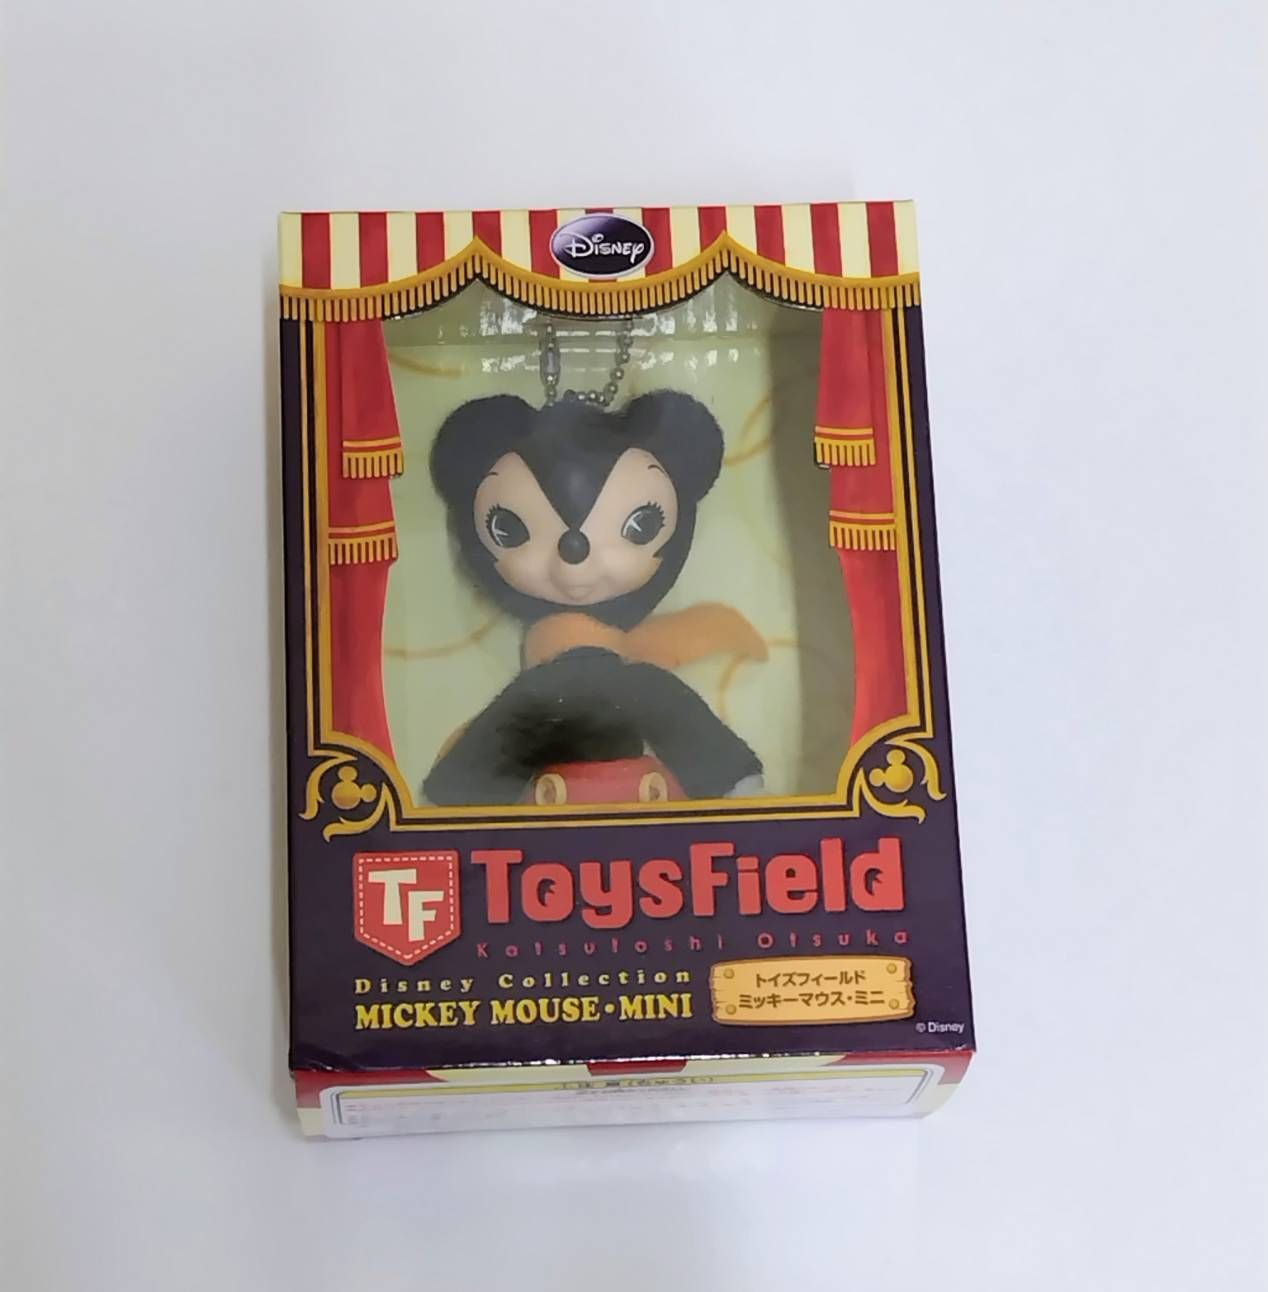 Disney
TF
ToysField
Katsutoshi Otsuka
Disney Collection
MICKEY MOUSE・MINI
トイズフィールド
ミッキーマウス・ミニ
©Disney